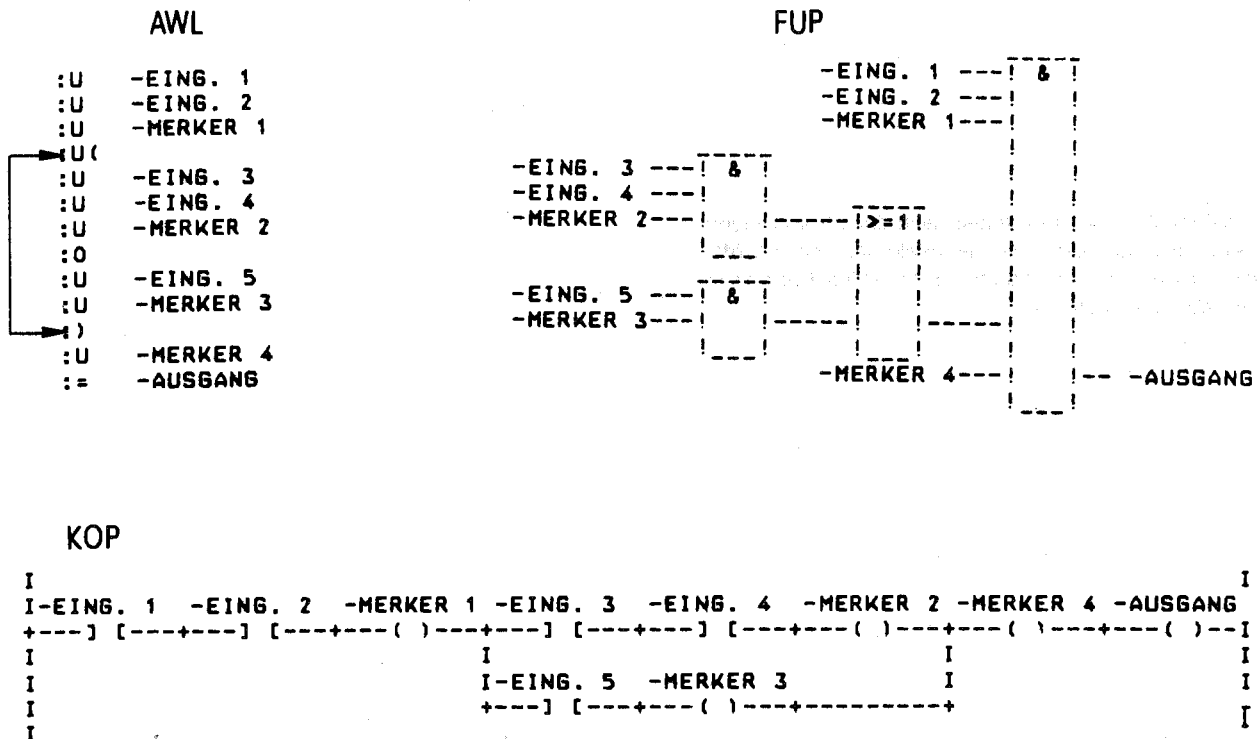 AWL
:U -EING. 1
:U -EING. 2
:U -MERKER 1
:U(
:U -EING. 3
:U -EING. 4
:U -MERKER 2
:O
:U -EING. 5
:U -MERKER 3
:)
:U -MERKER 4
:= -AUSGANG
FUP
-EING. 1 ---! & !
-EING. 2 ---! !
-MERKER 1---! !
-EING. 3 ---! & !
-EING. 4 ---! !
-MERKER 2---! !-----!>=1!
-EING. 5 ---! & !
-MERKER 3---! !-----! !-----!
-MERKER 4---! !-- -AUSGANG
KOP
I I
I-EING. 1 -EING. 2 -MERKER 1 -EING. 3 -EING. 4 -MERKER 2 -MERKER 4 -AUSGANG I
+---] [---+---] [---+---( )---+---] [---+---] [---+---( )---+---( )---+---( )--I
I I I I
I I-EING. 5 -MERKER 3 I I
I +---] [---+---( )---+---------+ I
I